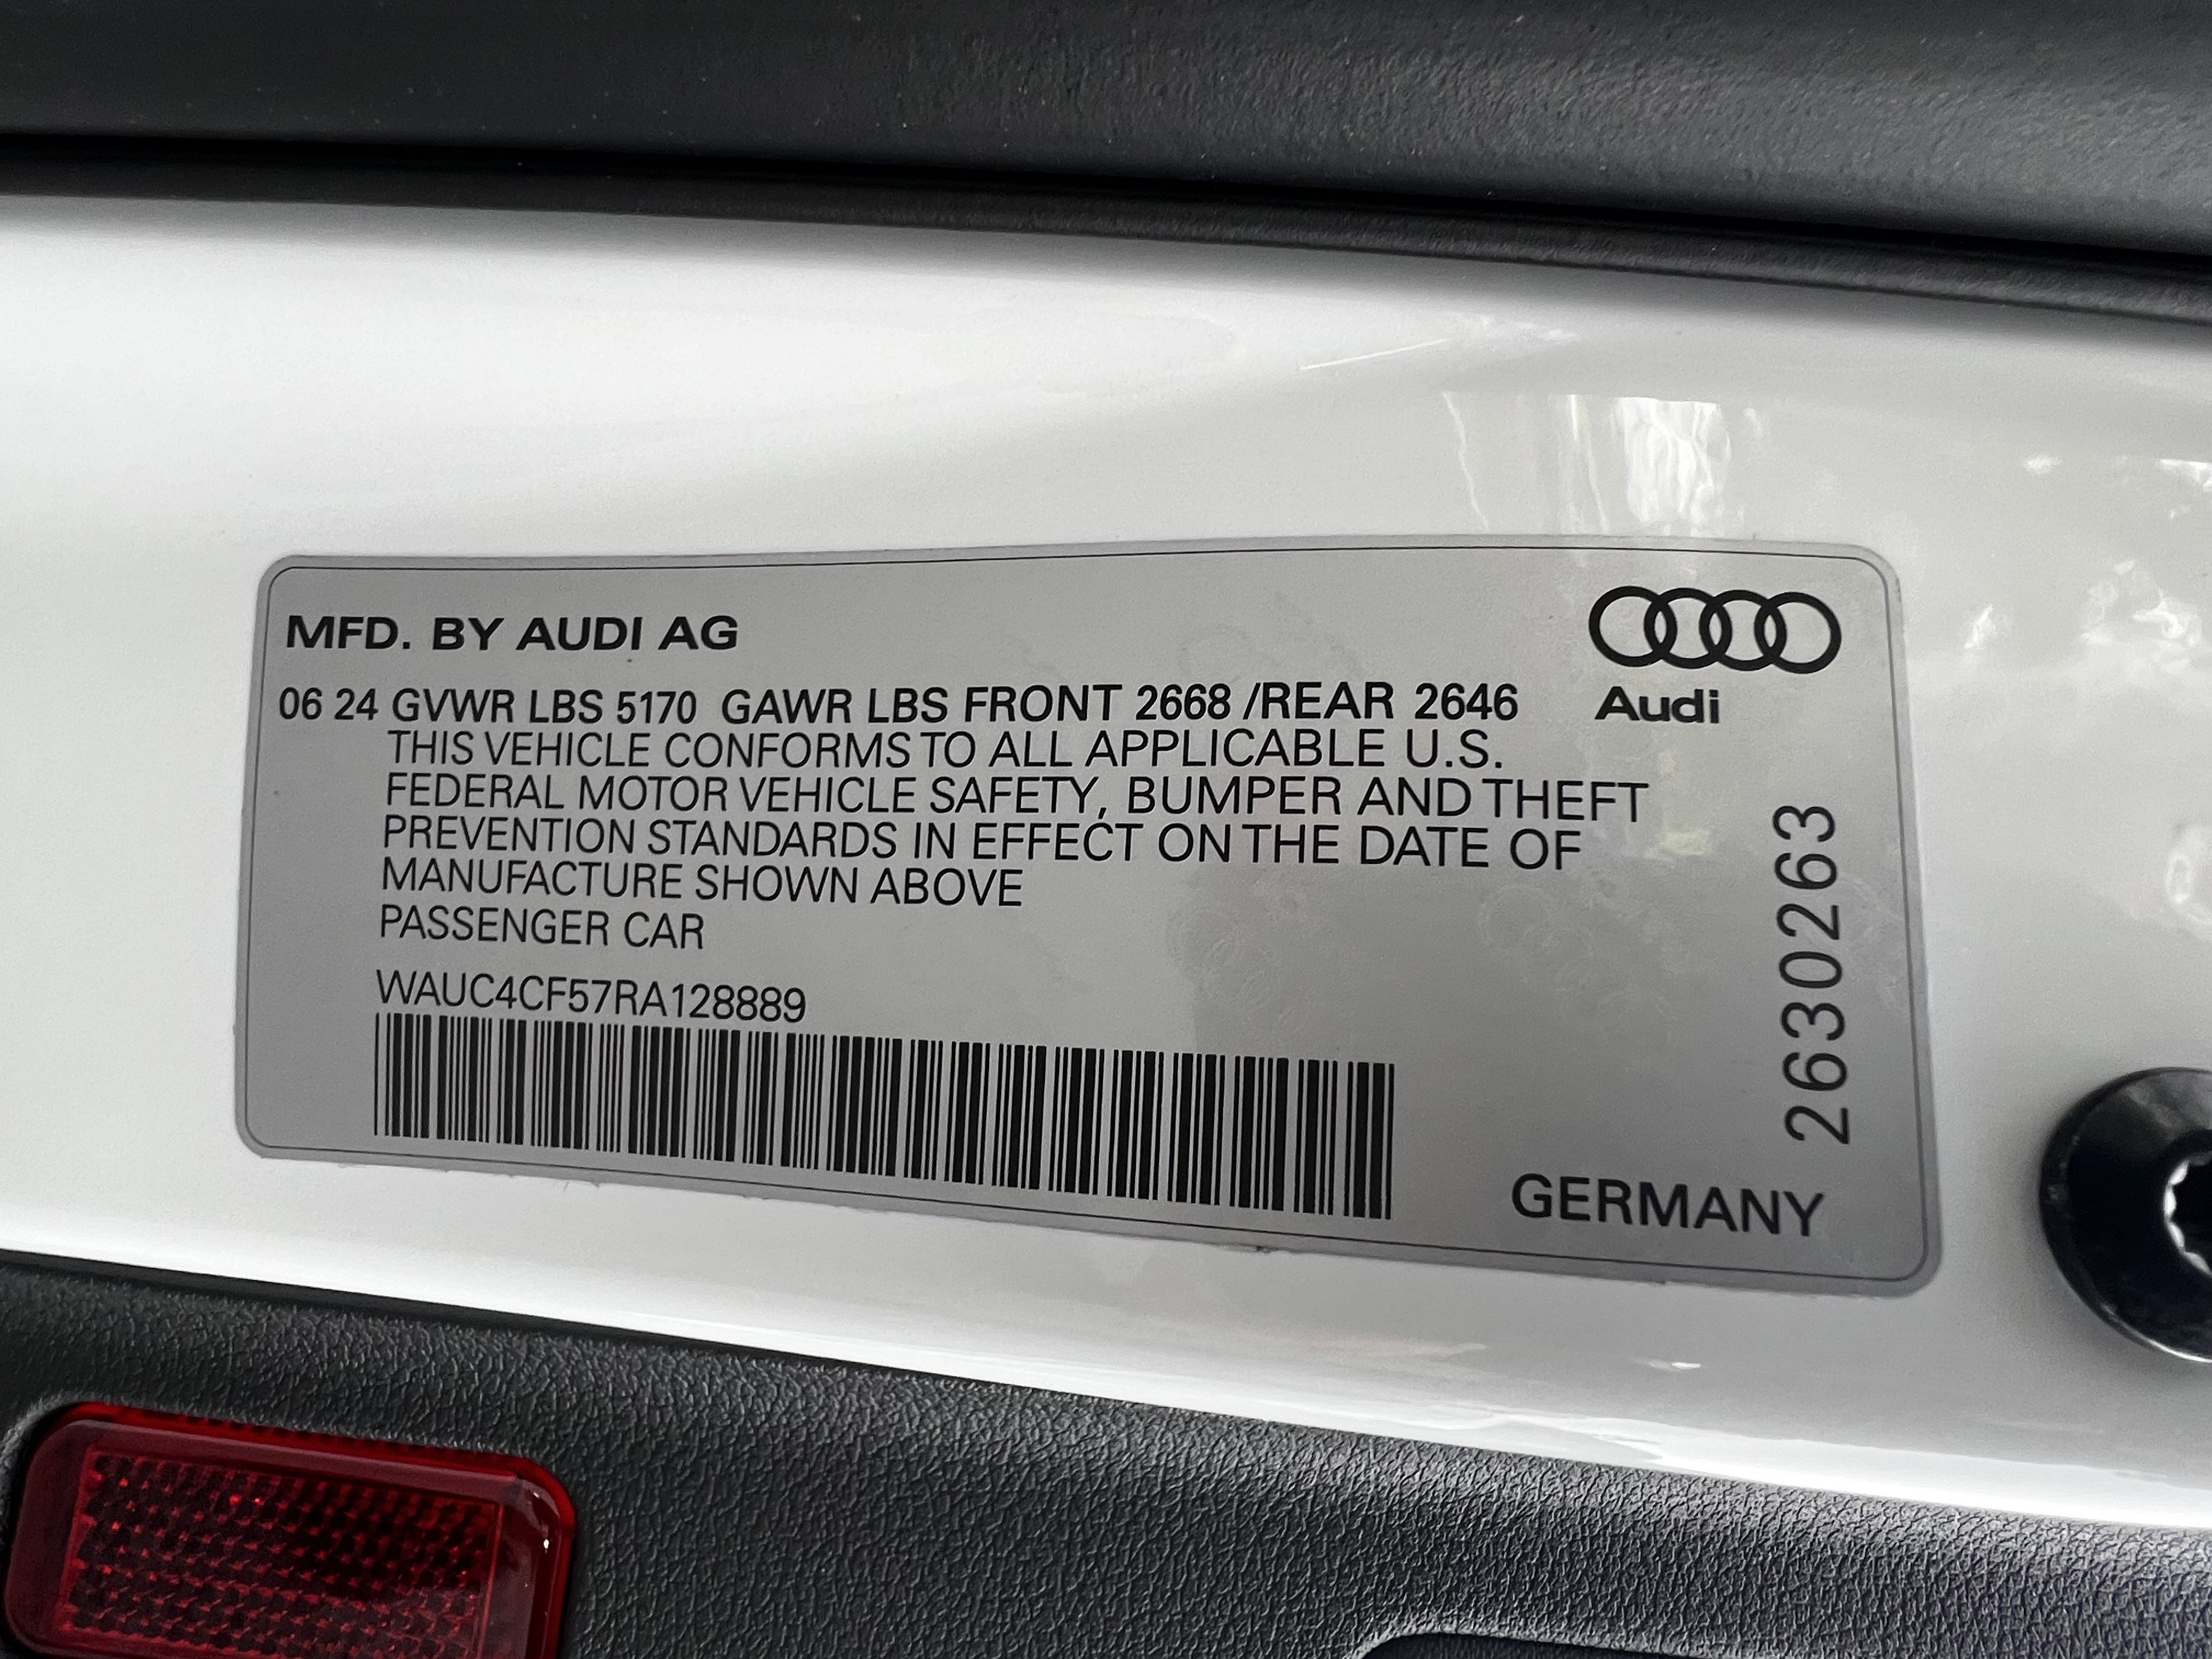 MFD. BY AUDI AG
06 24 GVWR LBS 5170 GAWR LBS FRONT 2668 /REAR 2646
Audi
THIS VEHICLE CONFORMS TO ALL APPLICABLE U.S.
FEDERAL MOTOR VEHICLE SAFETY, BUMPER AND THEFT
PREVENTION STANDARDS IN EFFECT ON THE DATE OF
MANUFACTURE SHOWN ABOVE
PASSENGER CAR
WAUC4CF57RA128889
2630263
GERMANY